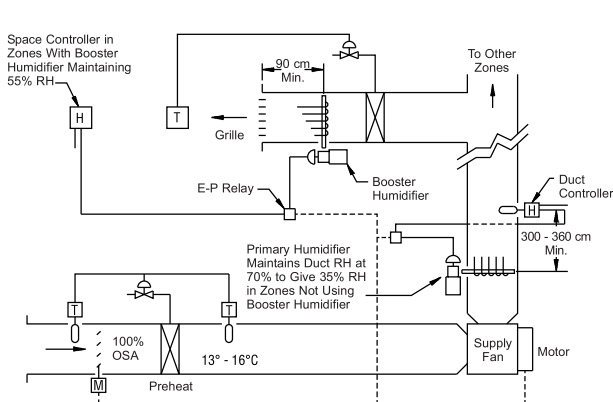 Space Controller in
Zones With Booster
Humidifier Maintaining
55% RH
H
T
90 cm
Min.
Grille
To Other
Zones
E-P Relay
Booster
Humidifier
Duct
Controller
H
300 - 360 cm
Min.
Primary Humidifier
Maintains Duct RH at
70% to Give 35% RH
in Zones Not Using
Booster Humidifier
T
T
100%
OSA
13° - 16°C
Supply
Fan
Motor
M
Preheat